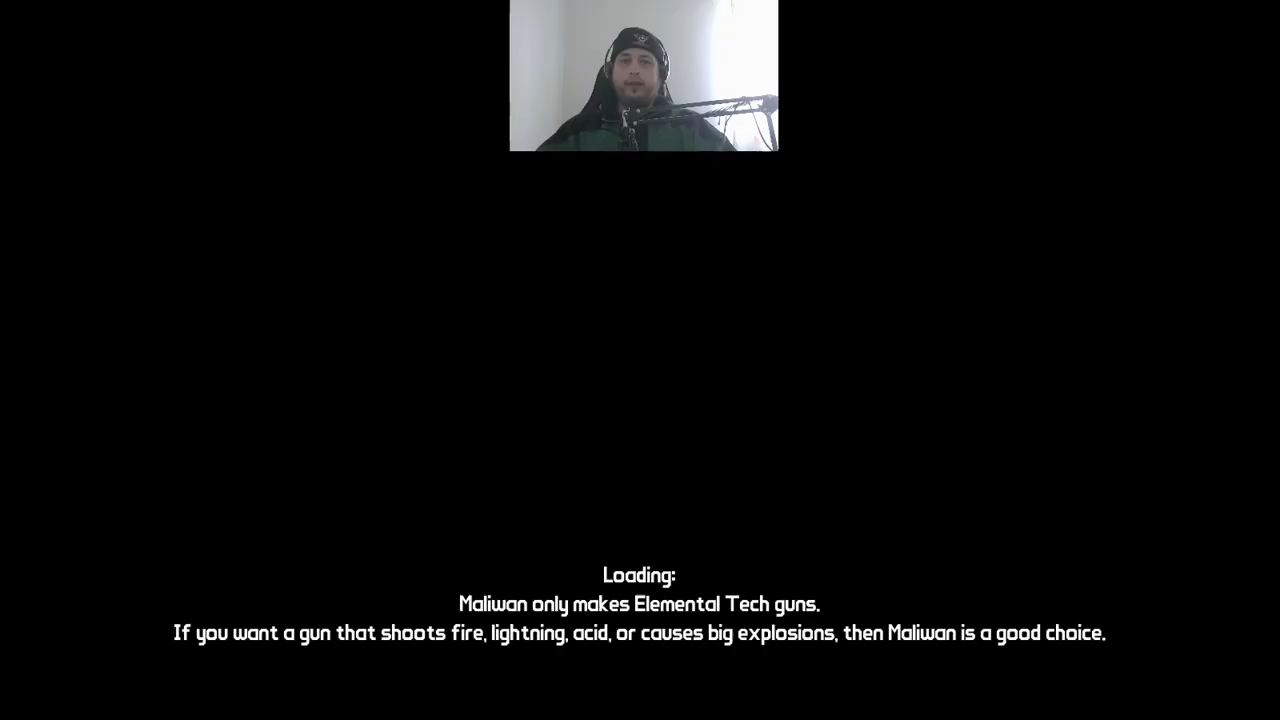 Loading:
Maliwan only makes Elemental Tech guns.
If you want a gun that shoots fire, lightning, acid, or causes big explosions, then Maliwan is a good choice.